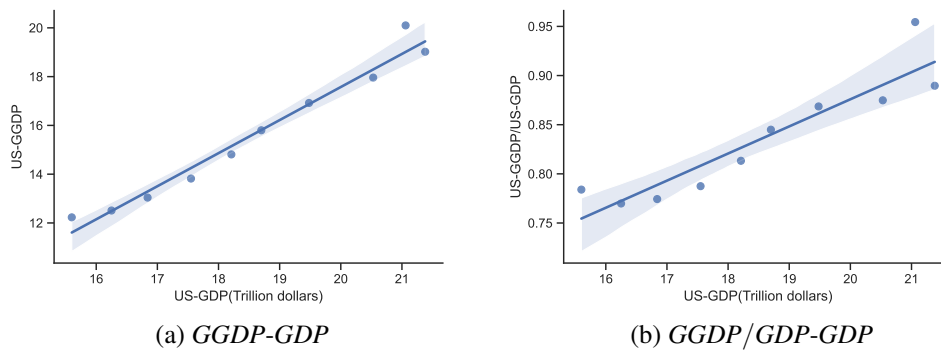 20
18
16
14
12
US-GGDP
16 17 18 19 20 21
US-GDP(Trillion dollars)
(a) GGDP-GDP
0.95
0.90
0.85
0.80
0.75
US-GGDP/US-GDP
16 17 18 19 20 21
US-GDP(Trillion dollars)
(b) GGDP/GDP-GDP